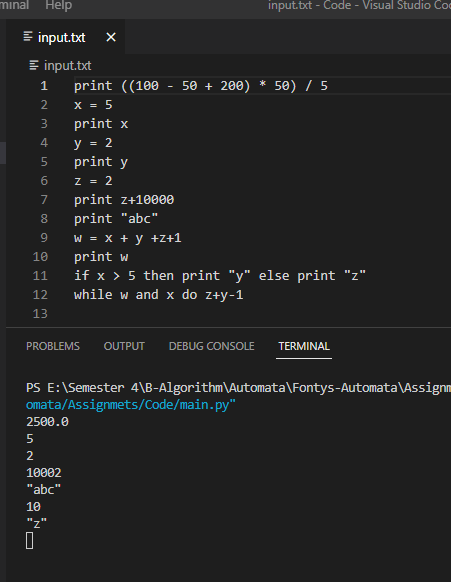 minal Help input.txt - Code - Visual Studio Co
input.txt
input.txt
1 print ((100 - 50 + 200) * 50) / 5
2 x = 5
3 print x
4 y = 2
5 print y
6 z = 2
7 print z+10000
8 print "abc"
9 w = x + y +z+1
10 print w
11 if x > 5 then print "y" else print "z"
12 while w and x do z+y-1
13
PROBLEMS OUTPUT DEBUG CONSOLE TERMINAL
PS E:\Semester 4\B-Algorithm\Automata\Fontys-Automata\Assignm
omata/Assignmets/Code/main.py"
2500.0
5
2
10002
"abc"
10
"z"